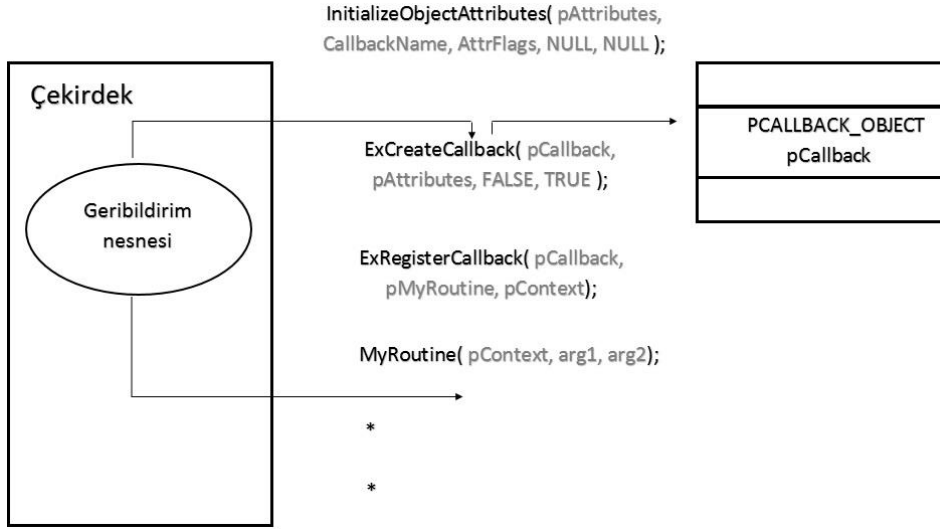 InitializeObjectAttributes( pAttributes,
CallbackName, AttrFlags, NULL, NULL );
Çekirdek
Geribildirim
nesnesi
ExCreateCallback( pCallback,
pAttributes, FALSE, TRUE );
PCALLBACK_OBJECT
pCallback
ExRegisterCallback( pCallback,
pMyRoutine, pContext);
MyRoutine( pContext, arg1, arg2);
*
*